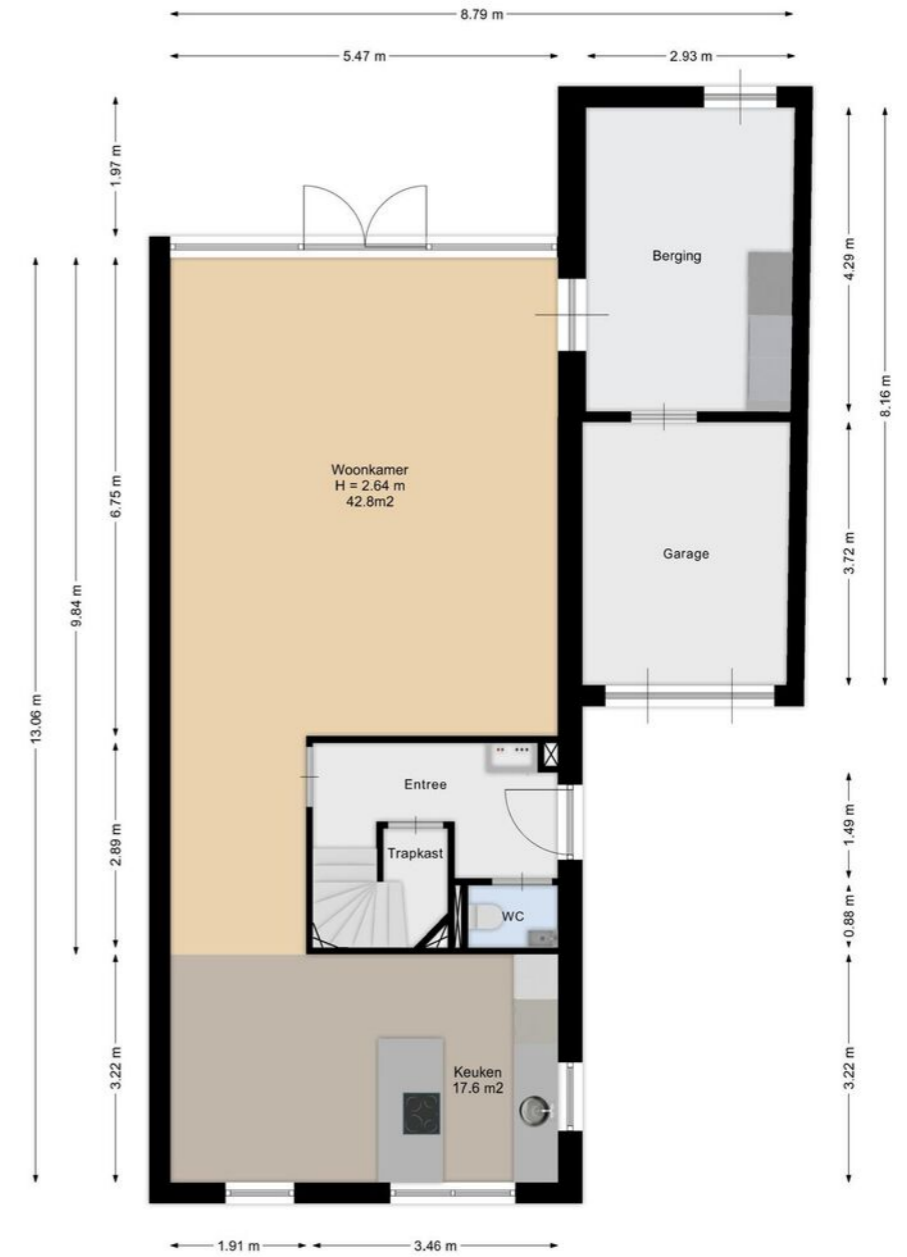 8.79 m
5.47 m
2.93 m
1.97 m
4.29 m
8.16 m
Berging
Woonkamer
H = 2.64 m
42.8m2
6.75 m
3.72 m
Garage
9.84 m
13.06 m
Entree
1.49 m
2.89 m
Trapkast
WC
0.88 m
3.22 m
Keuken
17.6 m2
3.22 m
1.91 m
3.46 m